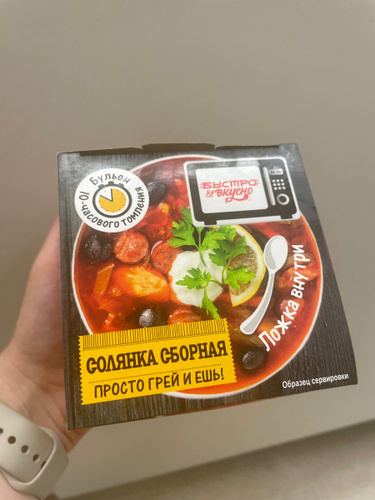 Бульон
10-часового томления
БЫСТРО
&ВКУСНО
Ложка внутри
СОЛЯНКА СБОРНАЯ
ПРОСТО ГРЕЙ И ЕШЬ!
Образец сервировки